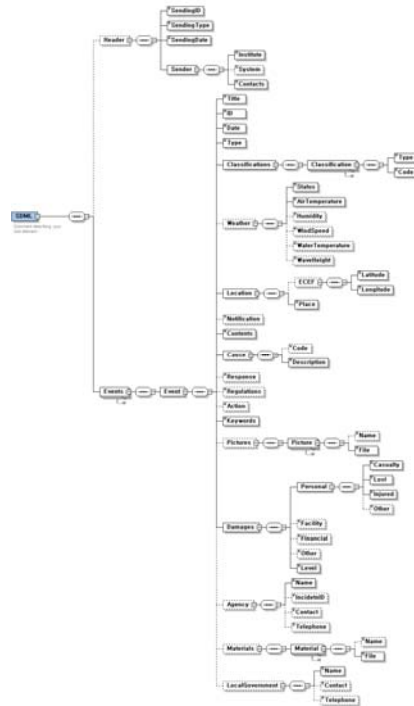 SendingID
SendingType
Header
SendingDate
Institute
Sender
System
Contacts
Title
ID
Date
Type
Type
Classifications
Classification
Code
Status
AirTemperature
Humidity
Weather
WindSpeed
WaterTemperature
WaveHeight
Latitude
ECEF
Longitude
Location
Place
Notification
Contents
Code
Cause
Description
Response
Events
Event
Regulations
Action
Keywords
Name
Pictures
Picture
File
Casualty
Lost
Personal
Injured
Other
Facility
Damages
Financial
Other
Level
Name
IncidentID
Agency
Contact
Telephone
Name
Materials
Material
File
Name
LocalGovernment
Contact
Telephone